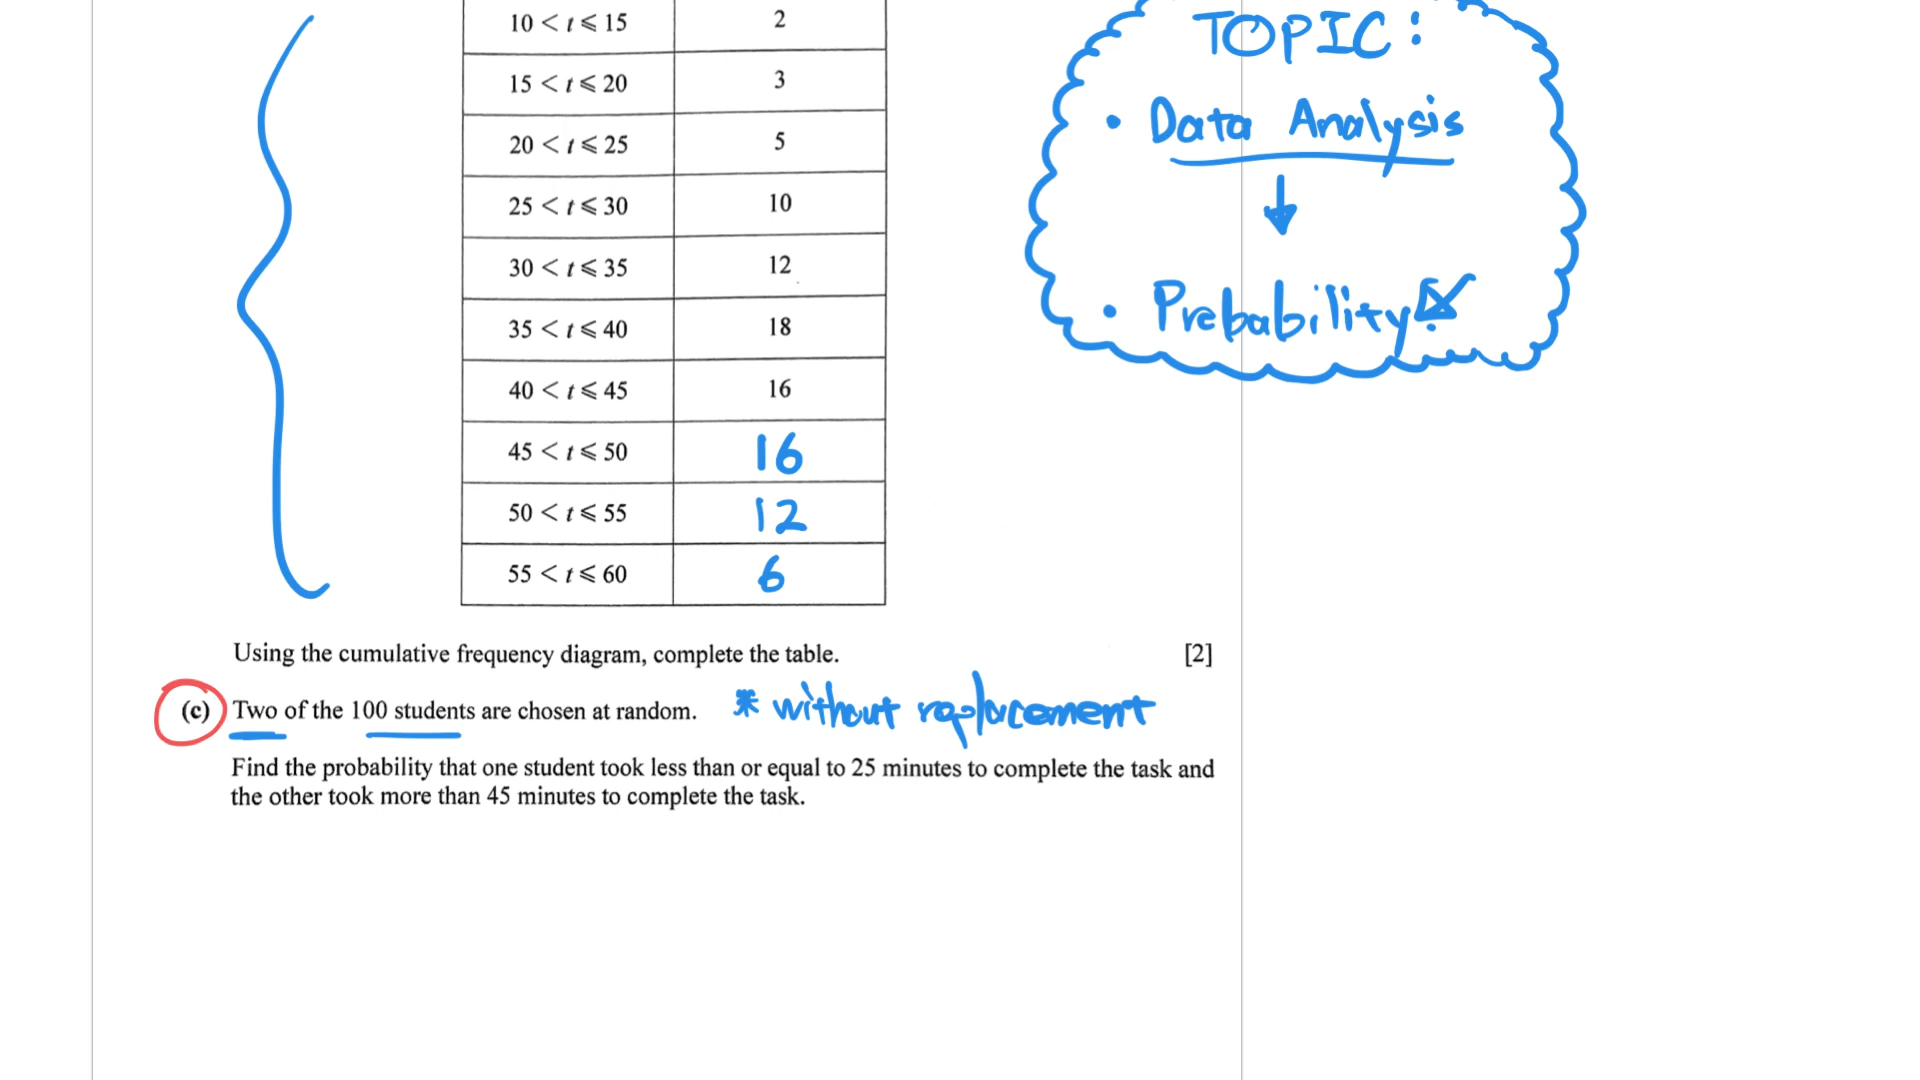 10 < t ⩽ 15 2
15 < t ⩽ 20 3
20 < t ⩽ 25 5
25 < t ⩽ 30 10
30 < t ⩽ 35 12
35 < t ⩽ 40 18
40 < t ⩽ 45 16
45 < t ⩽ 50 16
50 < t ⩽ 55 12
55 < t ⩽ 60 6
TOPIC:
• Data Analysis
• Probability
Using the cumulative frequency diagram, complete the table. [2]
(c) Two of the 100 students are chosen at random. * without replacement
Find the probability that one student took less than or equal to 25 minutes to complete the task and
the other took more than 45 minutes to complete the task.